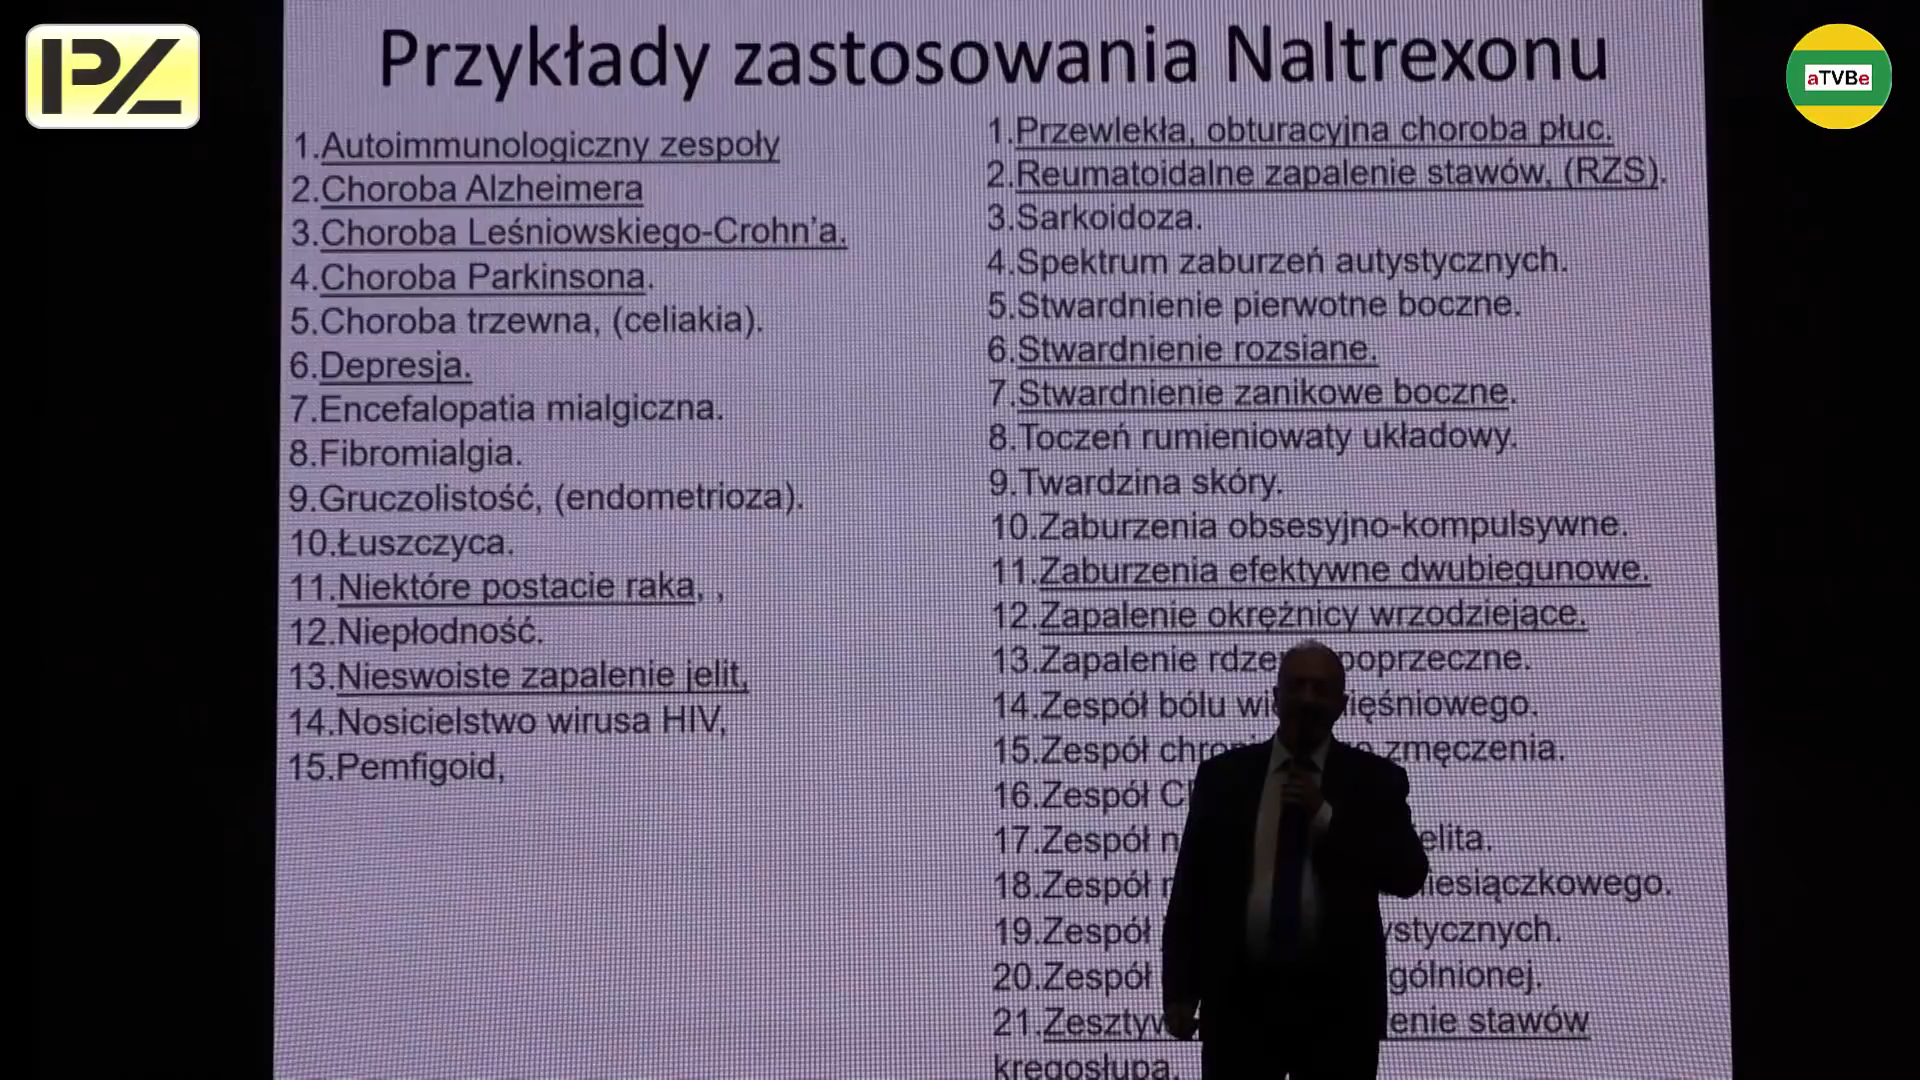 PZ
aTVBe
Przykłady zastosowania Naltrexonu
1.Autoimmunologiczny zespoły
2.Choroba Alzheimera
3.Choroba Leśniowskiego-Crohn’a.
4.Choroba Parkinsona.
5.Choroba trzewna, (celiakia).
6.Depresja.
7.Encefalopatia mialgiczna.
8.Fibromialgia.
9.Gruczolistość, (endometrioza).
10.Łuszczyca.
11.Niektóre postacie raka, ,
12.Niepłodność.
13.Nieswoiste zapalenie jelit,
14.Nosicielstwo wirusa HIV,
15.Pemfigoid,
1.Przewlekła, obturacyjna choroba płuc.
2.Reumatoidalne zapalenie stawów, (RZS).
3.Sarkoidoza.
4.Spektrum zaburzeń autystycznych.
5.Stwardnienie pierwotne boczne.
6.Stwardnienie rozsiane.
7.Stwardnienie zanikowe boczne.
8.Toczeń rumieniowaty układowy.
9.Twardzina skóry.
10.Zaburzenia obsesyjno-kompulsywne.
11.Zaburzenia efektywne dwubiegunowe.
12.Zapalenie okrężnicy wrzodziejące.
13.Zapalenie poprzeczne.
14.Zespół bólu
15.Zespół zmęczenia.
16.Zespół
17.Zespół
18.Zespół
19.Zespół
20.Zespół
21. stawów
kręgosłupa.